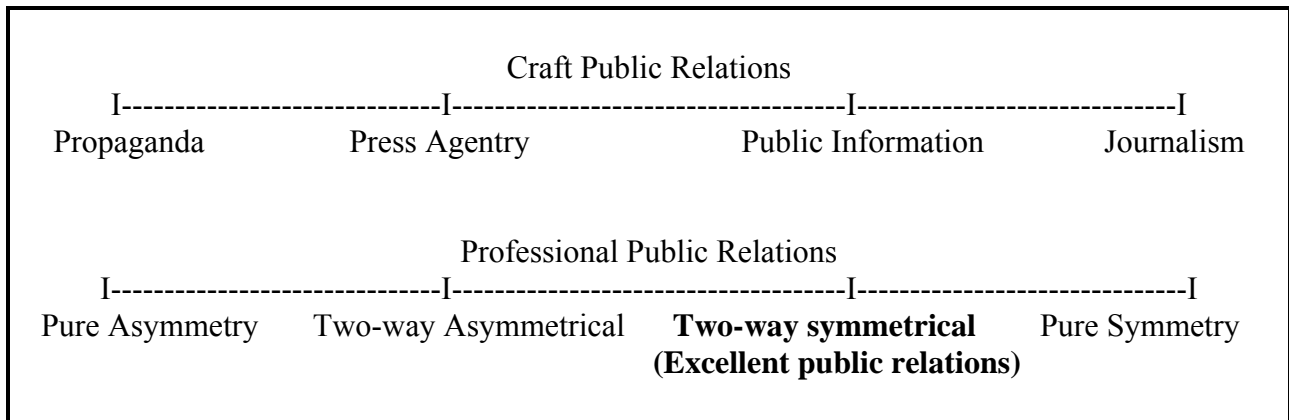 Craft Public Relations
I------------------------------I-------------------------------------I------------------------------I
Propaganda Press Agentry Public Information Journalism
Professional Public Relations
I-------------------------------I-------------------------------------I-------------------------------I
Pure Asymmetry Two-way Asymmetrical Two-way symmetrical Pure Symmetry
(Excellent public relations)